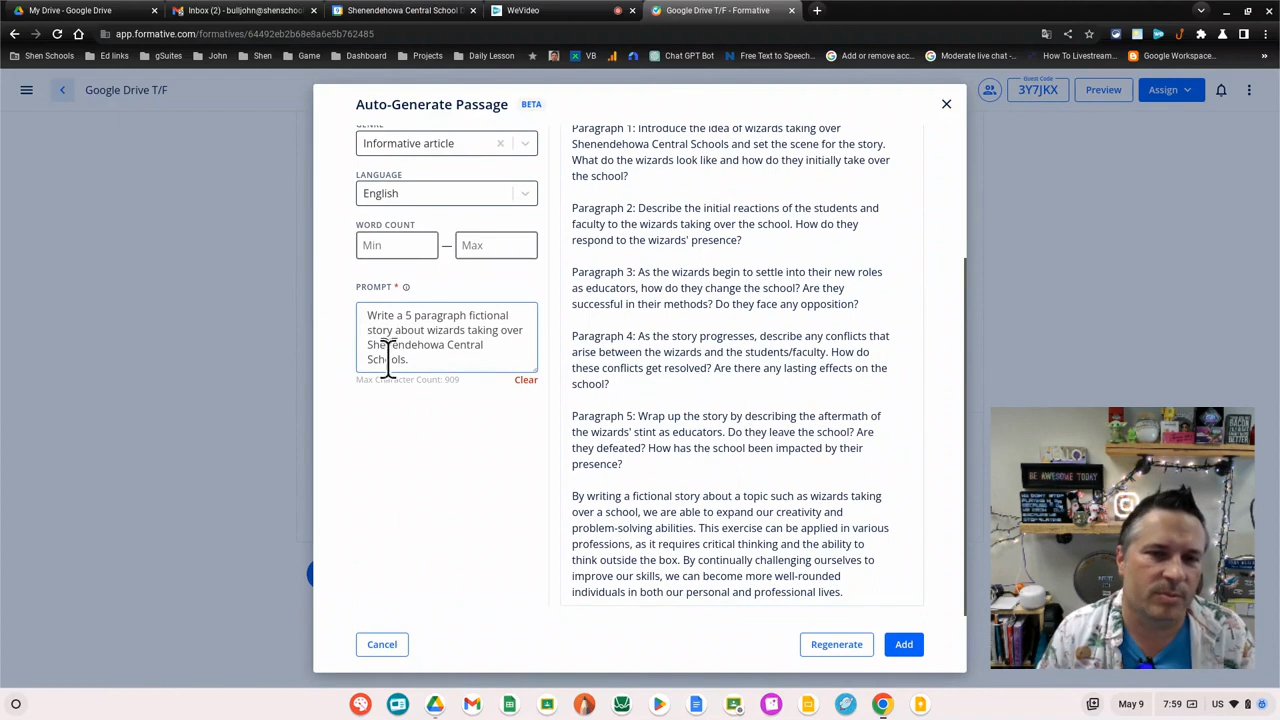 My Drive - Google Drive
Inbox (2) - bulljohn@shenschool
Shenendehowa Central School D
WeVideo
Google Drive T/F - Formative
app.formative.com/formatives/64492eb2b68e8a6e5b762485
Shen Schools
Ed links
gSuites
John
Shen
Game
Dashboard
Projects
Daily Lesson
VB
Chat GPT Bot
Free Text to Speech...
Add or remove acc...
Moderate live chat -...
How To Livestream...
Google Workspace...
Google Drive T/F
Guest Code
3Y7JKX
Preview
Assign
Auto-Generate Passage BETA
GENRE
Informative article
LANGUAGE
English
WORD COUNT
Min — Max
PROMPT *
Write a 5 paragraph fictional
story about wizards taking over
Shenendehowa Central
Schools.
Max Character Count: 909
Clear
Paragraph 1: Introduce the idea of wizards taking over
Shenendehowa Central Schools and set the scene for the story.
What do the wizards look like and how do they initially take over
the school?
Paragraph 2: Describe the initial reactions of the students and
faculty to the wizards taking over the school. How do they
respond to the wizards' presence?
Paragraph 3: As the wizards begin to settle into their new roles
as educators, how do they change the school? Are they
successful in their methods? Do they face any opposition?
Paragraph 4: As the story progresses, describe any conflicts that
arise between the wizards and the students/faculty. How do
these conflicts get resolved? Are there any lasting effects on the
school?
Paragraph 5: Wrap up the story by describing the aftermath of
the wizards' stint as educators. Do they leave the school? Are
they defeated? How has the school been impacted by their
presence?
By writing a fictional story about a topic such as wizards taking
over a school, we are able to expand our creativity and
problem-solving abilities. This exercise can be applied in various
professions, as it requires critical thinking and the ability to
think outside the box. By continually challenging ourselves to
improve our skills, we can become more well-rounded
individuals in both our personal and professional lives.
Cancel
Regenerate
Add
BE AWESOME TODAY
May 9
7:59
US